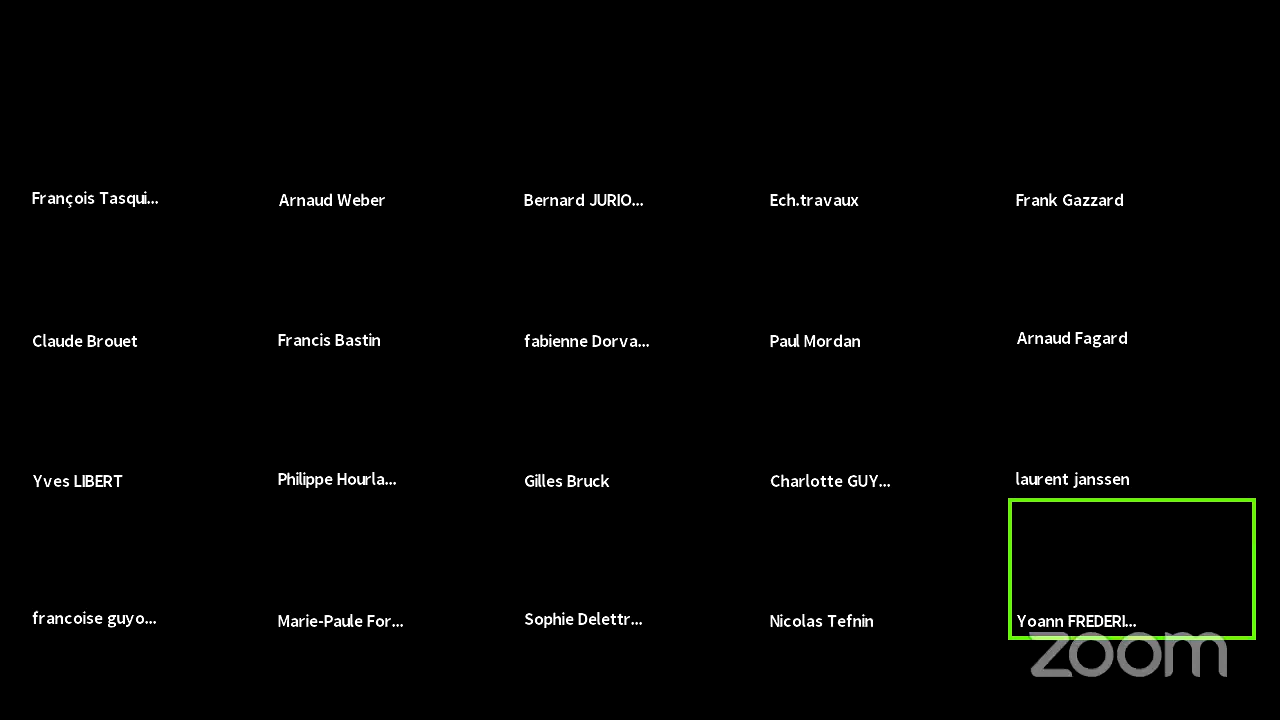 François Tasqui...
Arnaud Weber
Bernard JURIO...
Ech.travaux
Frank Gazzard
Claude Brouet
Francis Bastin
fabienne Dorva...
Paul Mordan
Arnaud Fagard
Yves LIBERT
Philippe Hourla...
Gilles Bruck
Charlotte GUY...
laurent janssen
francoise guyo...
Marie-Paule For...
Sophie Delettr...
Nicolas Tefnin
Yoann FREDERI...
zoom